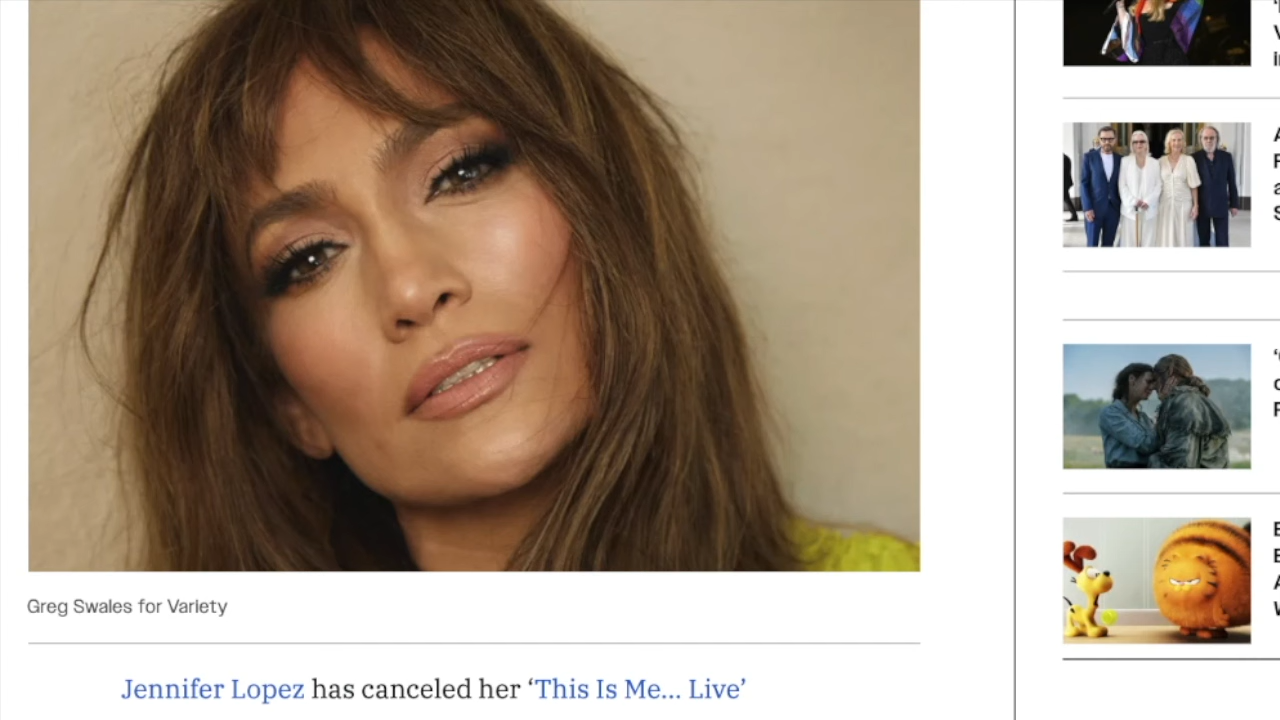 Greg Swales for Variety
Jennifer Lopez has canceled her ‘This Is Me... Live’